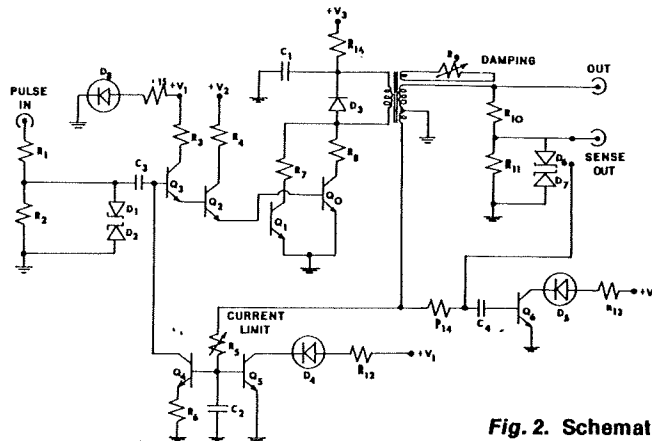 +V₃
R₁₄
C₁
R₉
DAMPING
OUT
D₈
+V₁
+V₂
PULSE
IN
R₃
R₄
D₃
R₁₀
SENSE
OUT
R₁
R₇
R₈
C₃
Q₃
Q₂
Q₁
Q₀
R₁₁
D₆
D₇
R₂
D₁
D₂
CURRENT
LIMIT
R₁₄
C₄
Q₆
D₅
R₁₃
+V
R₅
D₄
R₁₂
+V₁
Q₄
Q₅
R₆
C₂
Fig. 2. Schemat